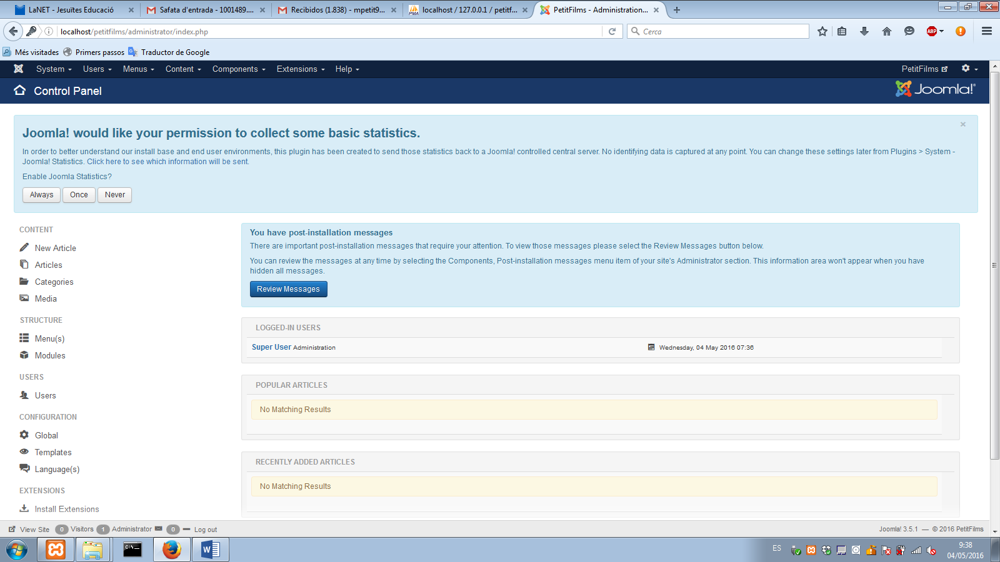 LaNET - Jesuïtes Educació
Safata d'entrada - 1001489....
Recibidos (1.838) - mpetit9...
localhost / 127.0.0.1 / petitf...
PetitFilms - Administration...
localhost/petitfilms/administrator/index.php
Cerca
ABP
Més visitades
Primers passos
Traductor de Google
System
Users
Menus
Content
Components
Extensions
Help
PetitFilms
Control Panel
Joomla!
Joomla! would like your permission to collect some basic statistics.
In order to better understand our install base and end user environments, this plugin has been created to send those statistics back to a Joomla! controlled central server. No identifying data is captured at any point. You can change these settings later from Plugins > System -
Joomla! Statistics. Click here to see which information will be sent.
Enable Joomla Statistics?
Always
Once
Never
CONTENT
New Article
Articles
Categories
Media
STRUCTURE
Menu(s)
Modules
USERS
Users
CONFIGURATION
Global
Templates
Language(s)
EXTENSIONS
Install Extensions
You have post-installation messages
There are important post-installation messages that require your attention. To view those messages please select the Review Messages button below.
You can review the messages at any time by selecting the Components, Post-installation messages menu item of your site's Administrator section. This information area won't appear when you have
hidden all messages.
Review Messages
LOGGED-IN USERS
Super User Administration
Wednesday, 04 May 2016 07:36
POPULAR ARTICLES
No Matching Results
RECENTLY ADDED ARTICLES
No Matching Results
View Site
0 Visitors
1 Administrator
0
Log out
Joomla! 3.5.1 — © 2016 PetitFilms
ES
9:38
04/05/2016